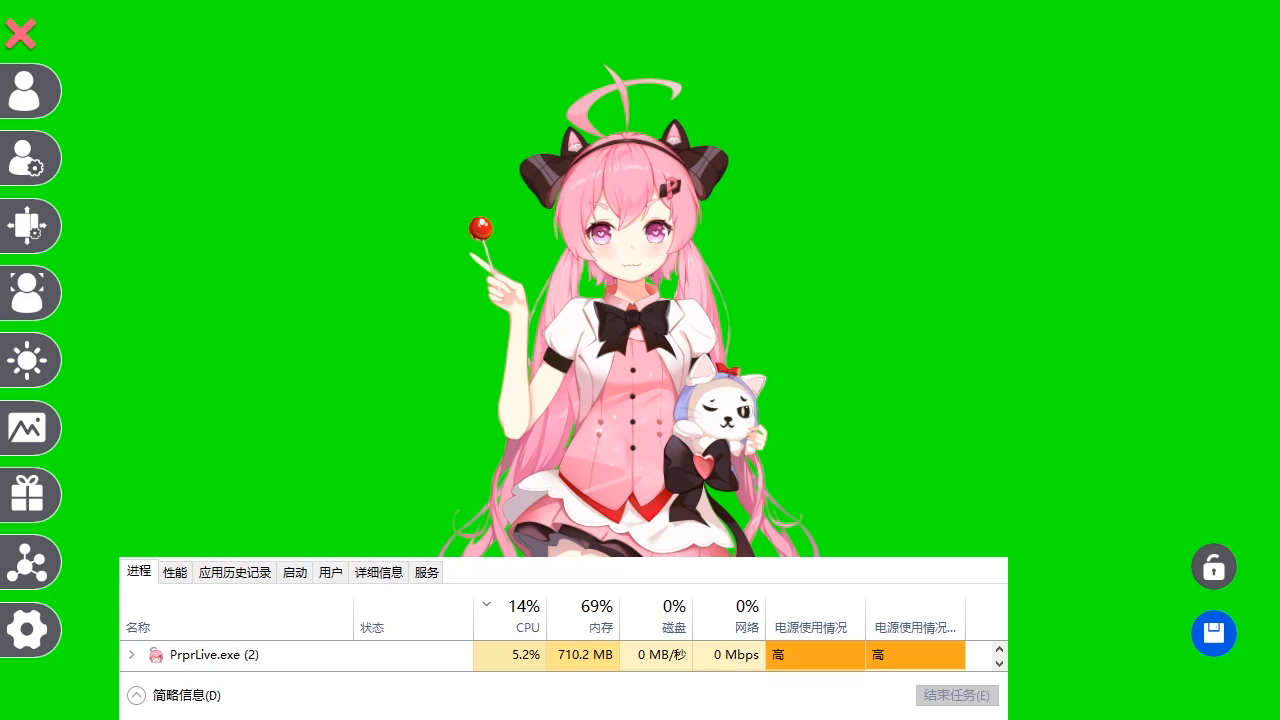 进程 性能 应用历史记录 启动 用户 详细信息 服务
14% 69% 0% 0%
名称 状态 CPU 内存 磁盘 网络 电源使用情况 电源使用情况...
PrprLive.exe (2) 5.2% 710.2 MB 0 MB/秒 0 Mbps 高 高
简略信息(D) 结束任务(E)